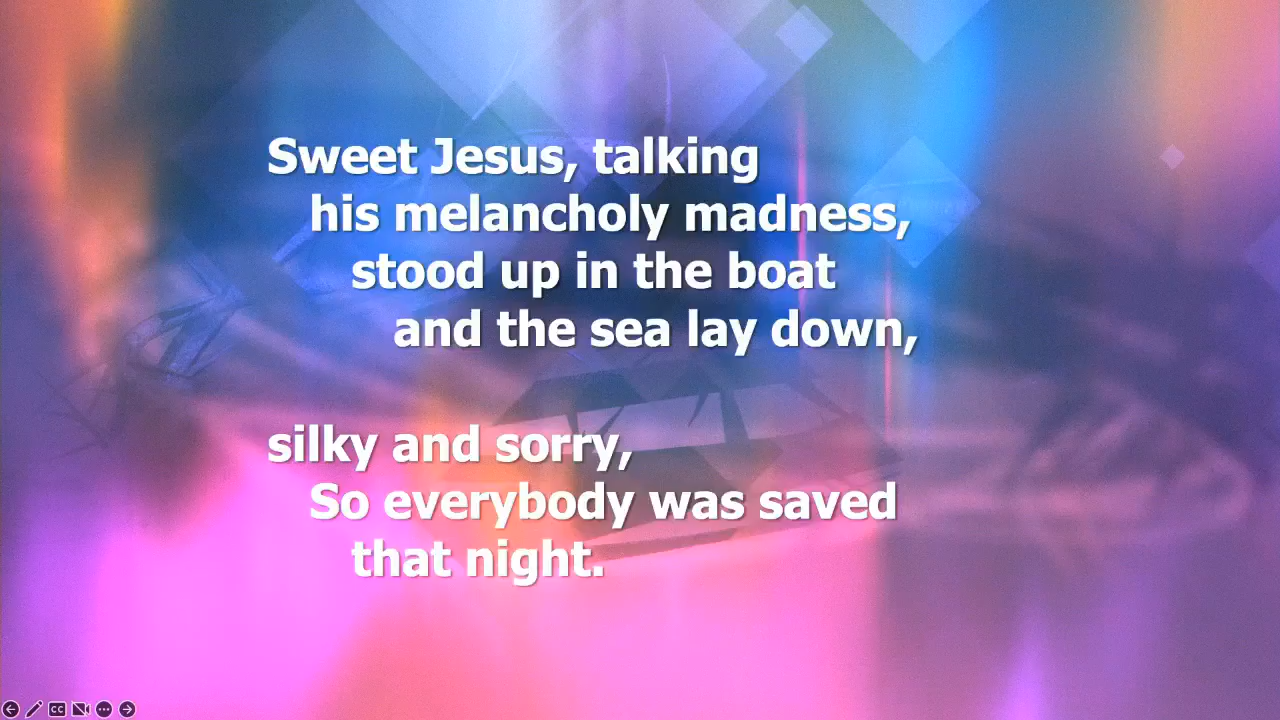 Sweet Jesus, talking
his melancholy madness,
stood up in the boat
and the sea lay down,
silky and sorry,
So everybody was saved
that night.
CC